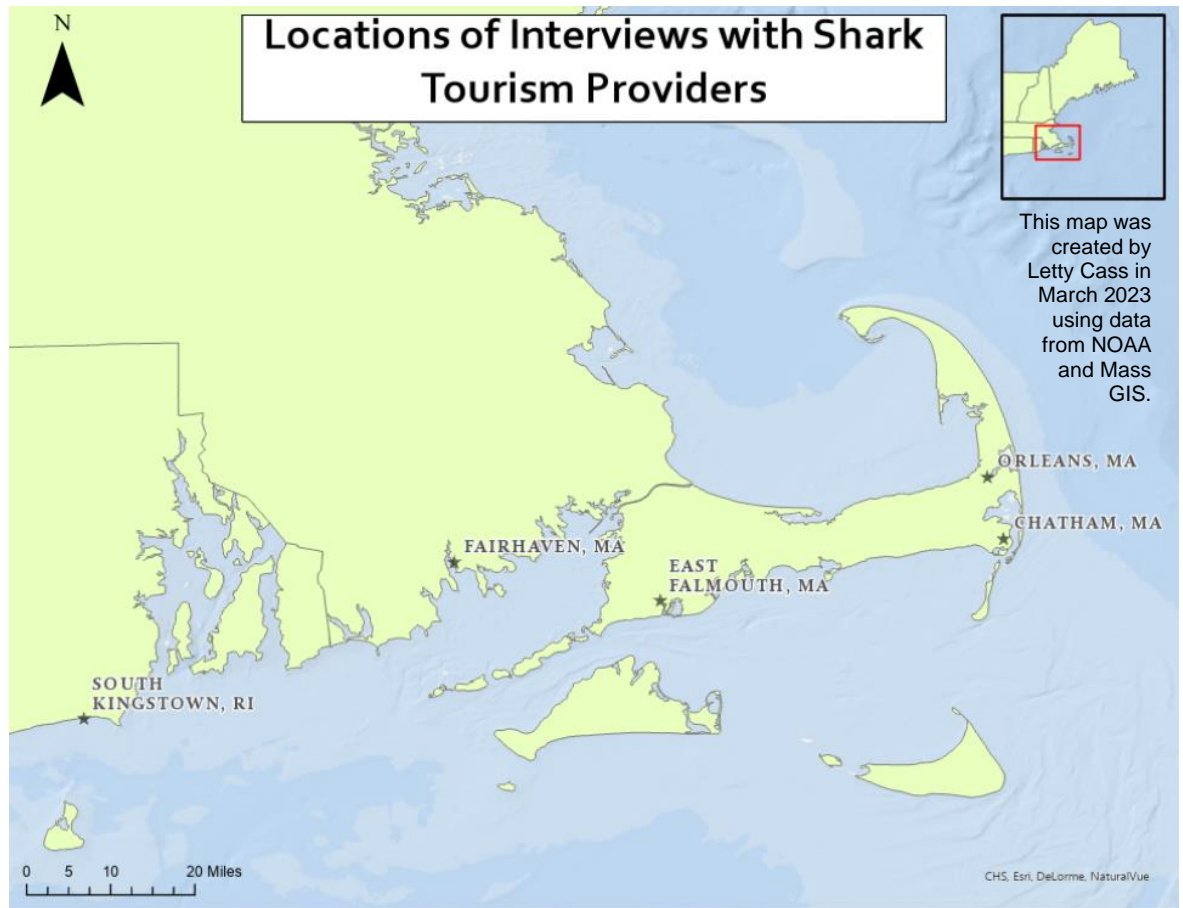 N
Locations of Interviews with Shark
Tourism Providers
This map was
created by
Letty Cass in
March 2023
using data
from NOAA
and Mass
GIS.
ORLEANS, MA
CHATHAM, MA
FAIRHAVEN, MA
EAST
FALMOUTH, MA
SOUTH
KINGSTOWN, RI
0 5 10 20 Miles
CHS, Esri, DeLorme, NaturalVue